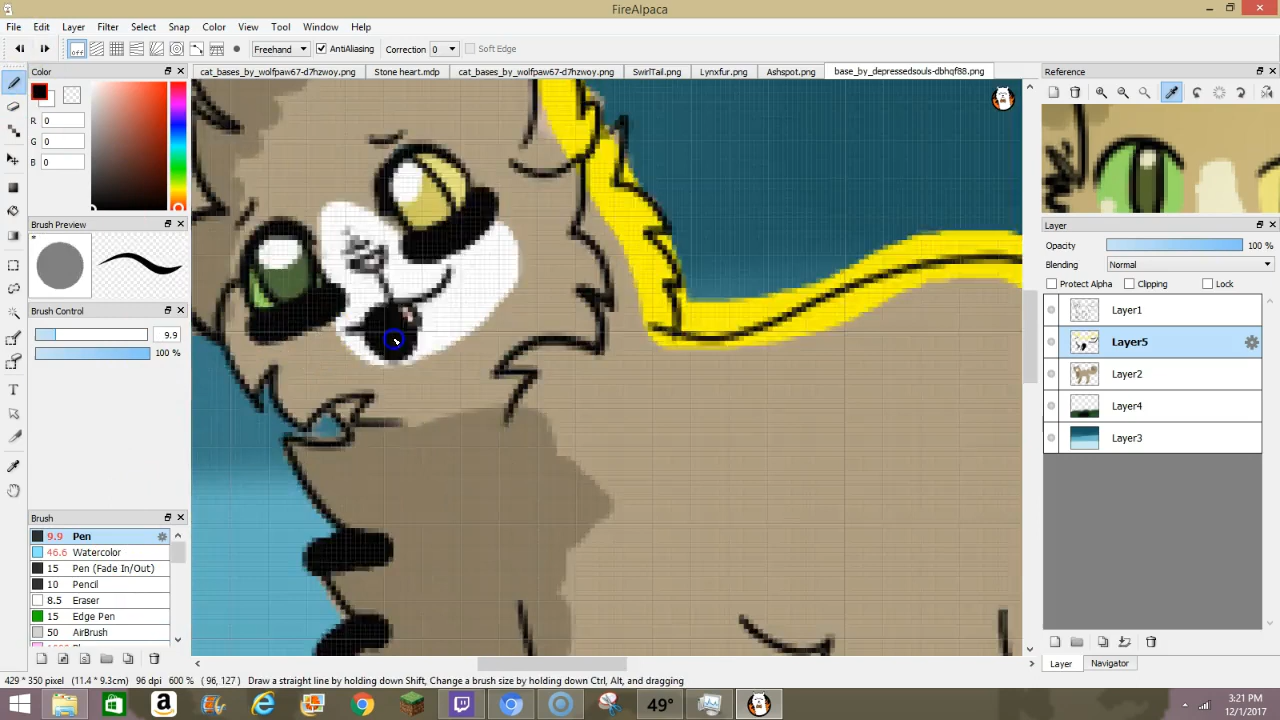 FireAlpaca
File Edit Layer Filter Select Snap Color View Tool Window Help
off Freehand AntiAliasing Correction 0 Soft Edge
Color
cat_bases_by_wolfpaw67-d7hzwoy.png Stone heart.mdp cat_bases_by_wolfpaw67-d7hzwoy.png SwirlTail.png Lynxfur.png Ashspot.png base_by_depressedsouls-dbhqf88.png
Reference
R 0
G 0
B 0
Brush Preview
Layer
Opacity 100 %
Blending Normal
Protect Alpha Clipping Lock
Brush Control
9.9
100 %
Layer1
Layer5
Layer2
Layer4
Layer3
Brush
9.9 Pen
46.6 Watercolor
15 Pen (Fade In/Out)
10 Pencil
8.5 Eraser
15 Edge Pen
50 AirBrush
Layer Navigator
429 * 350 pixel (11.4 * 9.3cm) 96 dpi 600 % ( 96, 127 ) Draw a straight line by holding down Shift, Change a brush size by holding down Ctrl, Alt, and dragging
49°
3:21 PM
12/1/2017